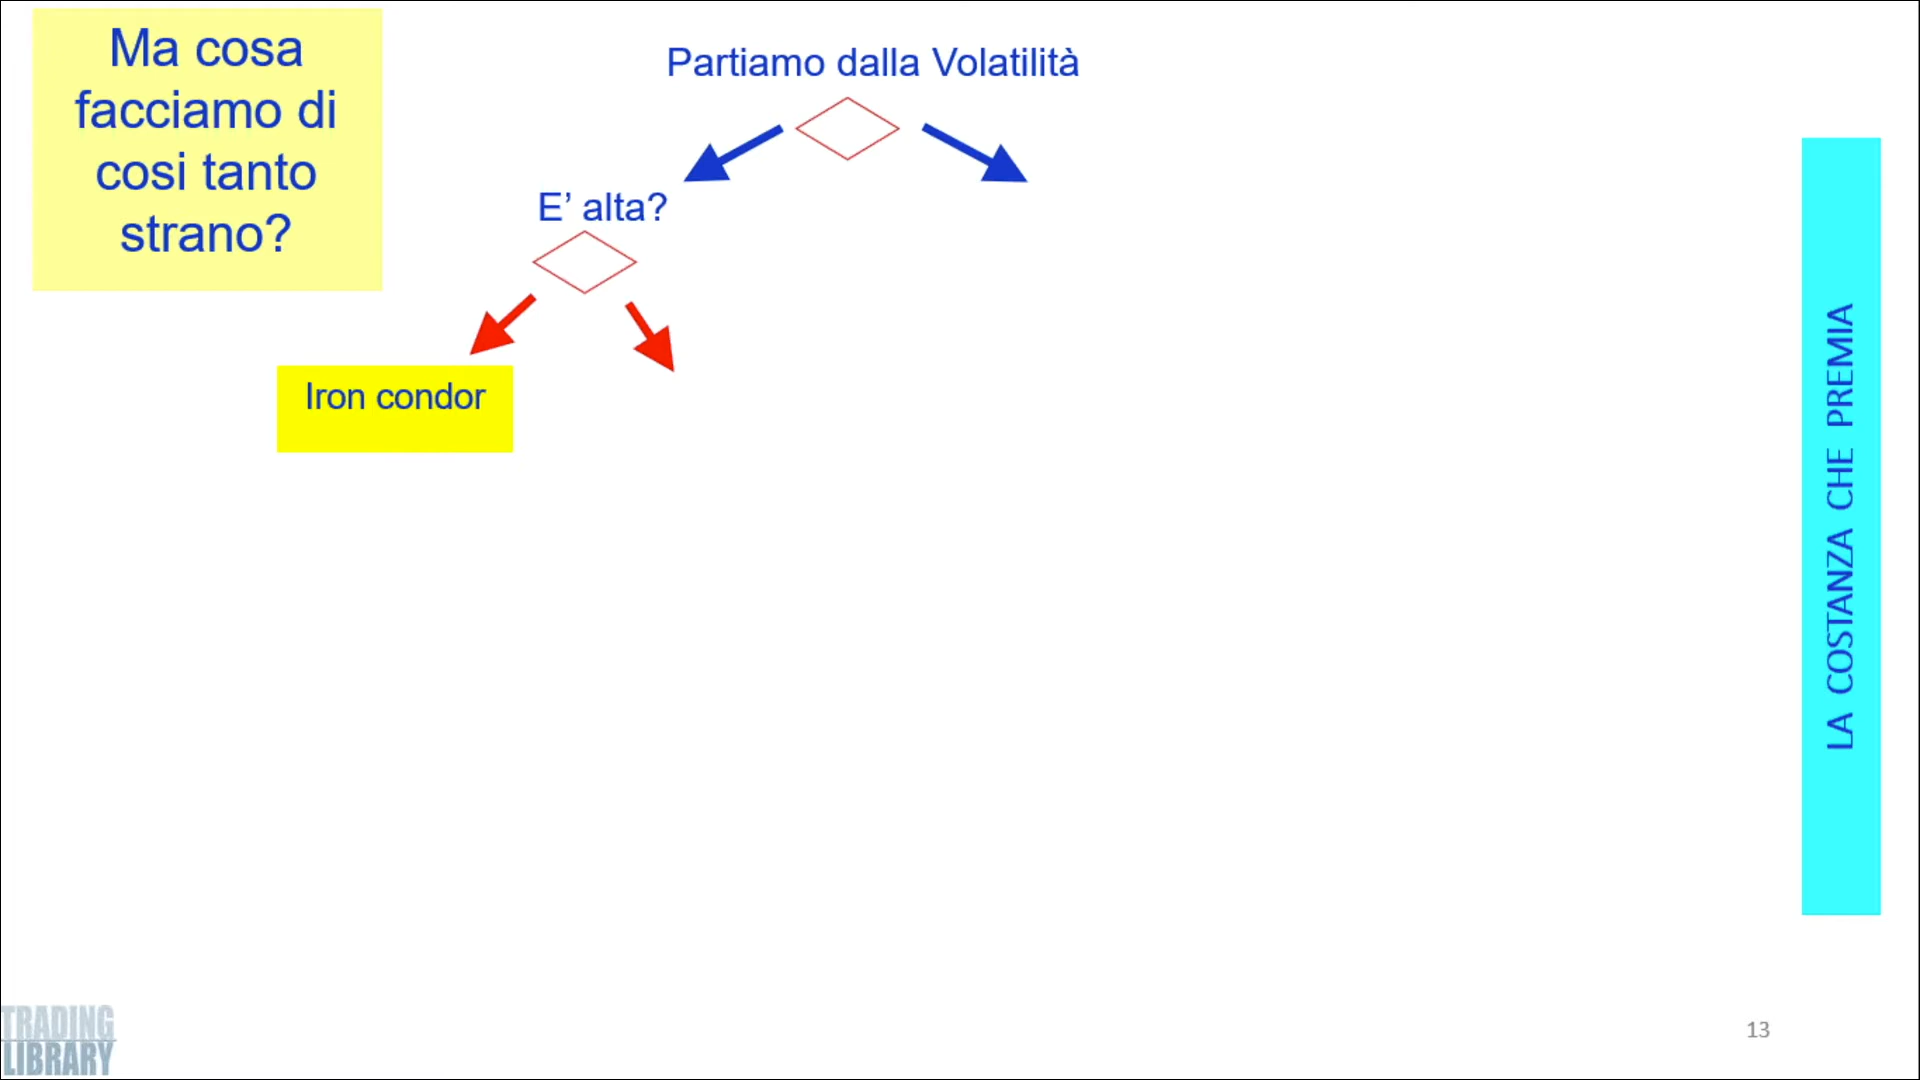 Ma cosa
facciamo di
cosi tanto
strano?
Partiamo dalla Volatilità
E’ alta?
Iron condor
LA COSTANZA CHE PREMIA
TRADING
LIBRARY
13